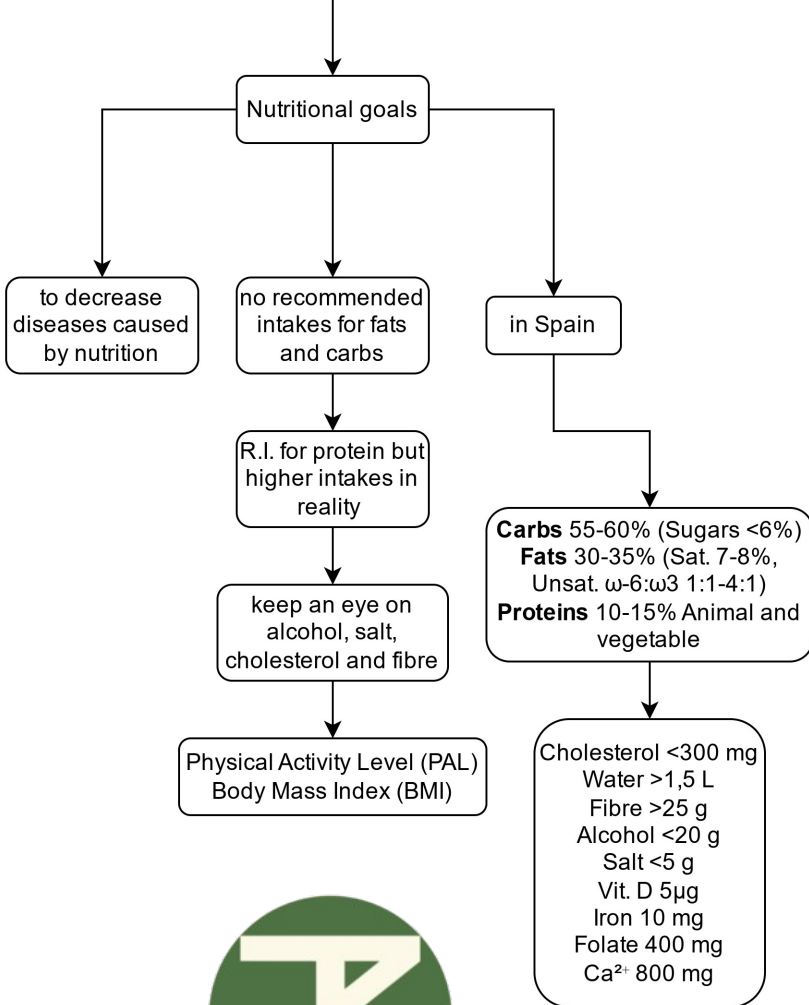 Nutritional goals
to decrease
diseases caused
by nutrition
no recommended
intakes for fats
and carbs
R.I. for protein but
higher intakes in
reality
keep an eye on
alcohol, salt,
cholesterol and fibre
Physical Activity Level (PAL)
Body Mass Index (BMI)
in Spain
Carbs 55-60% (Sugars <6%)
Fats 30-35% (Sat. 7-8%,
Unsat. ω-6:ω3 1:1-4:1)
Proteins 10-15% Animal and
vegetable
Cholesterol <300 mg
Water >1,5 L
Fibre >25 g
Alcohol <20 g
Salt <5 g
Vit. D 5µg
Iron 10 mg
Folate 400 mg
Ca²⁺ 800 mg